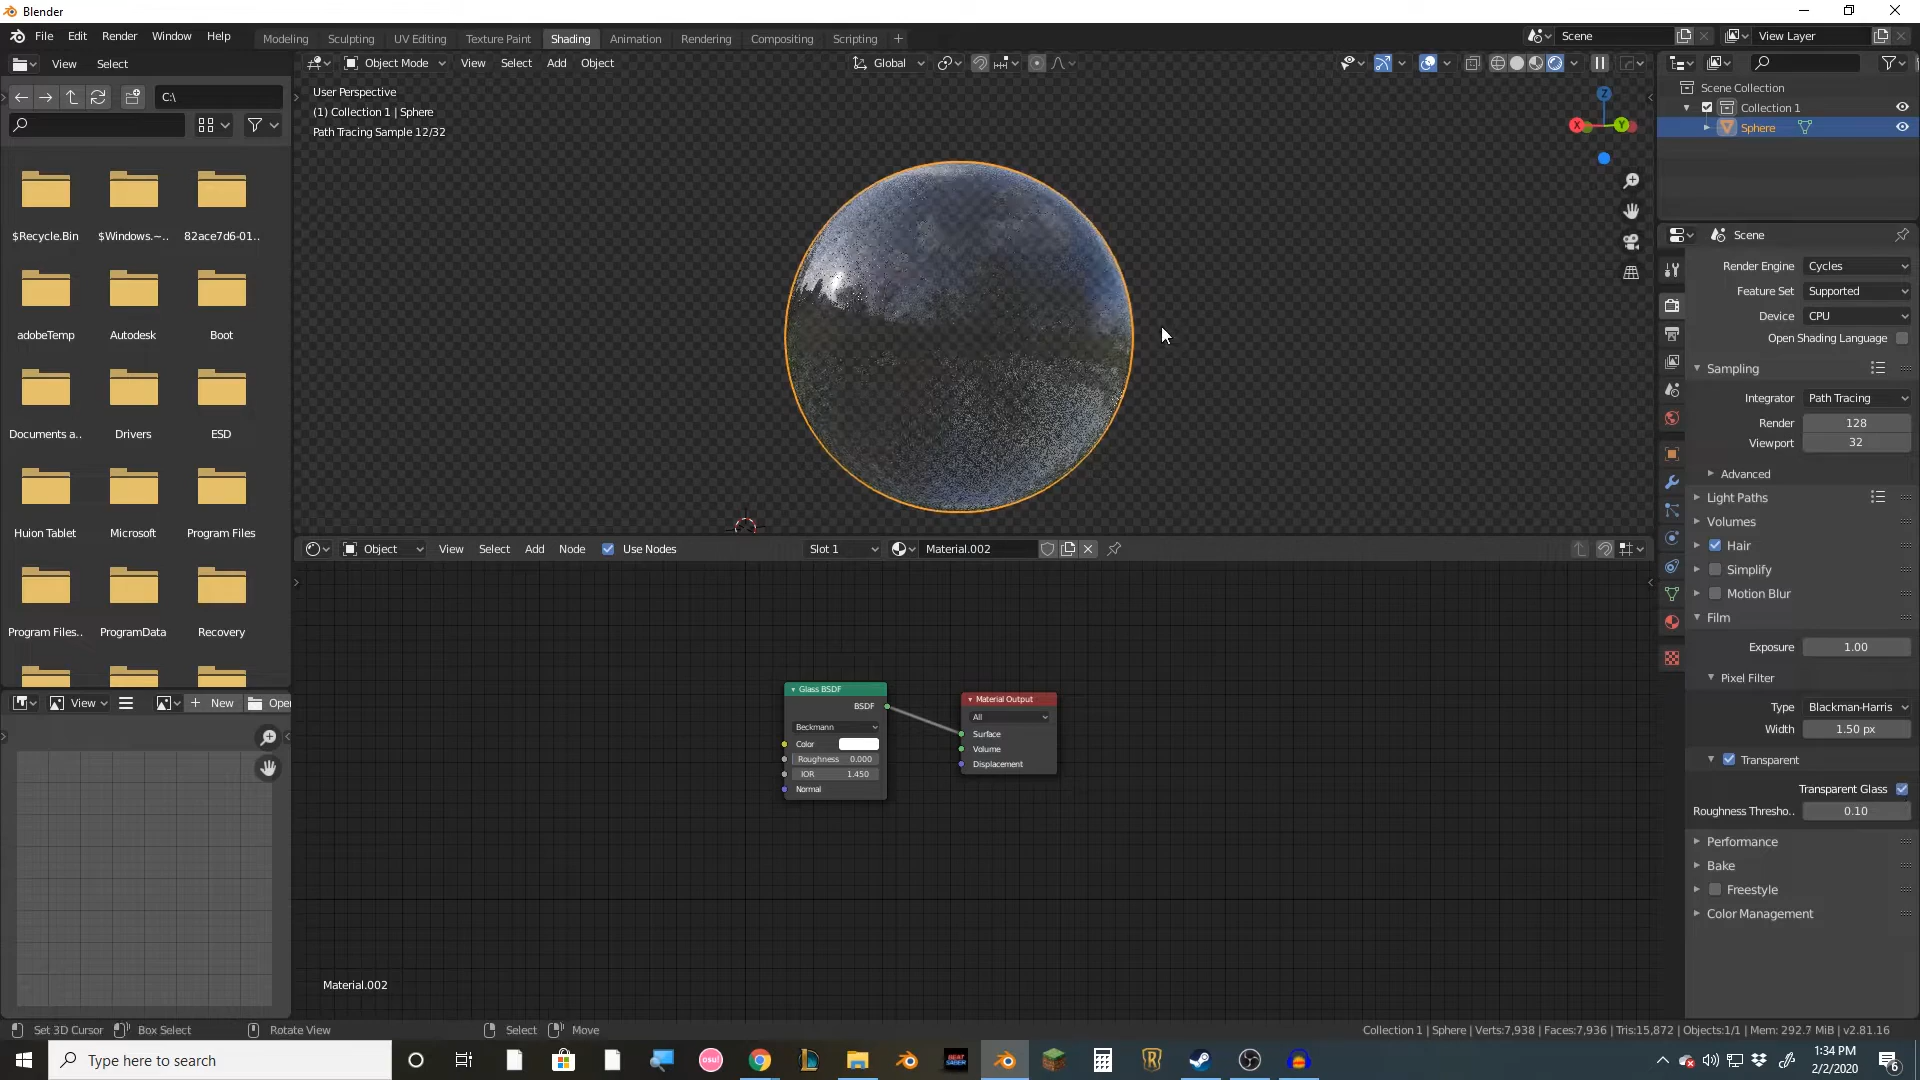 Blender
File Edit Render Window Help
Modeling Sculpting UV Editing Texture Paint Shading Animation Rendering Compositing Scripting +
Scene
View Layer
View Select
Object Mode View Select Add Object
Global
C:\
User Perspective
(1) Collection 1 | Sphere
Path Tracing Sample 12/32
Z
X
Y
Scene Collection
Collection 1
Sphere
$Recycle.Bin $Windows.~.. 82ace7d6-01..
adobeTemp Autodesk Boot
Documents a.. Drivers ESD
Huion Tablet Microsoft Program Files
Program Files.. ProgramData Recovery
Scene
Render Engine Cycles
Feature Set Supported
Device CPU
Open Shading Language
Sampling
Integrator Path Tracing
Render 128
Viewport 32
Advanced
Light Paths
Volumes
Hair
Simplify
Motion Blur
Film
Exposure 1.00
Pixel Filter
Type Blackman-Harris
Width 1.50 px
Transparent
Transparent Glass
Roughness Thresho.. 0.10
Performance
Bake
Freestyle
Color Management
Object View Select Add Node Use Nodes Slot 1 Material.002
View + New Open
Glass BSDF
BSDF
Beckmann
Color
Roughness 0.000
IOR 1.450
Normal
Material Output
All
Surface
Volume
Displacement
Material.002
Set 3D Cursor Box Select Rotate View Select Move
Collection 1 | Sphere | Verts:7,938 | Faces:7,936 | Tris:15,872 | Objects:1/1 | Mem: 292.7 MiB | v2.81.16
Type here to search
osu!
BEAT SABER
1:34 PM
2/2/2020
6